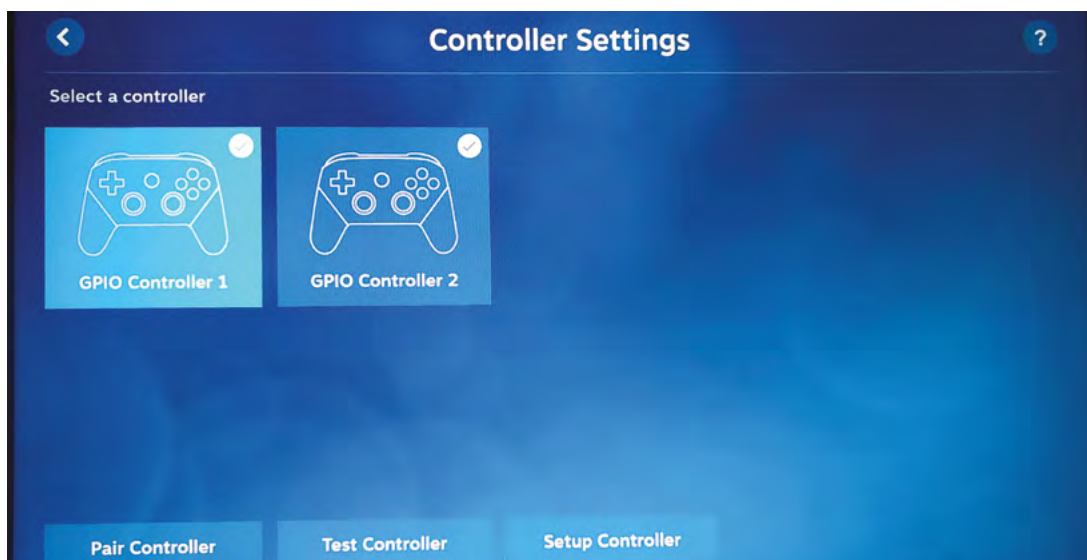 Controller Settings
?
Select a controller
GPIO Controller 1
GPIO Controller 2
Pair Controller
Test Controller
Setup Controller